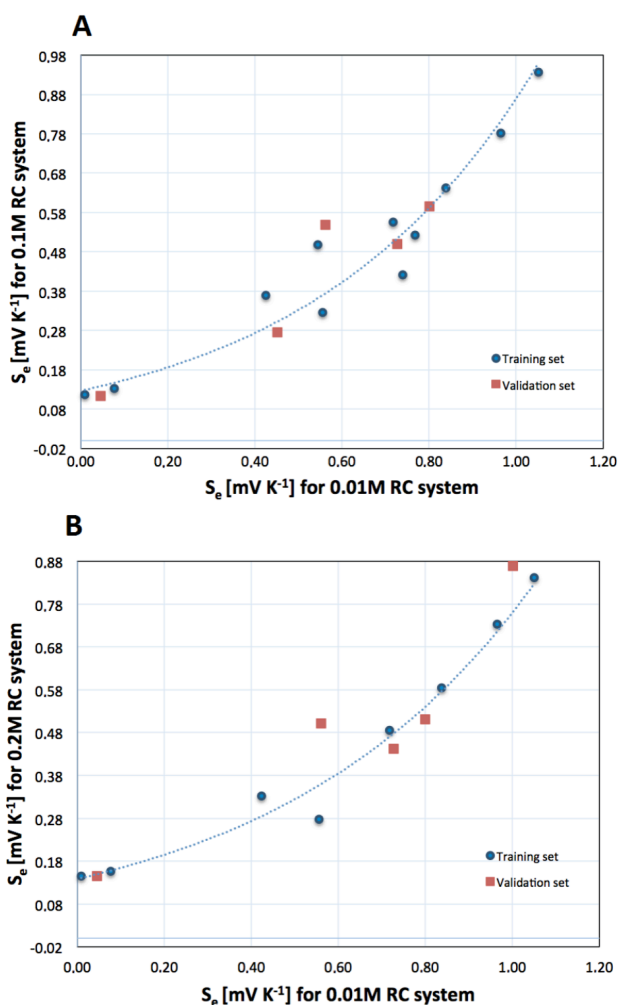 A
0,98
0,88
0,78
0,68
0,58
0,48
0,38
0,28
0,18
0,08
-0,02
Sₑ [mV K⁻¹] for 0.1M RC system
Training set
Validation set
0,00 0,20 0,40 0,60 0,80 1,00 1,20
Sₑ [mV K⁻¹] for 0.01M RC system
B
0,88
0,78
0,68
0,58
0,48
0,38
0,28
0,18
0,08
-0,02
Sₑ [mV K⁻¹] for 0.2M RC system
Training set
Validation set
0,00 0,20 0,40 0,60 0,80 1,00 1,20
Sₑ [mV K⁻¹] for 0.01M RC system